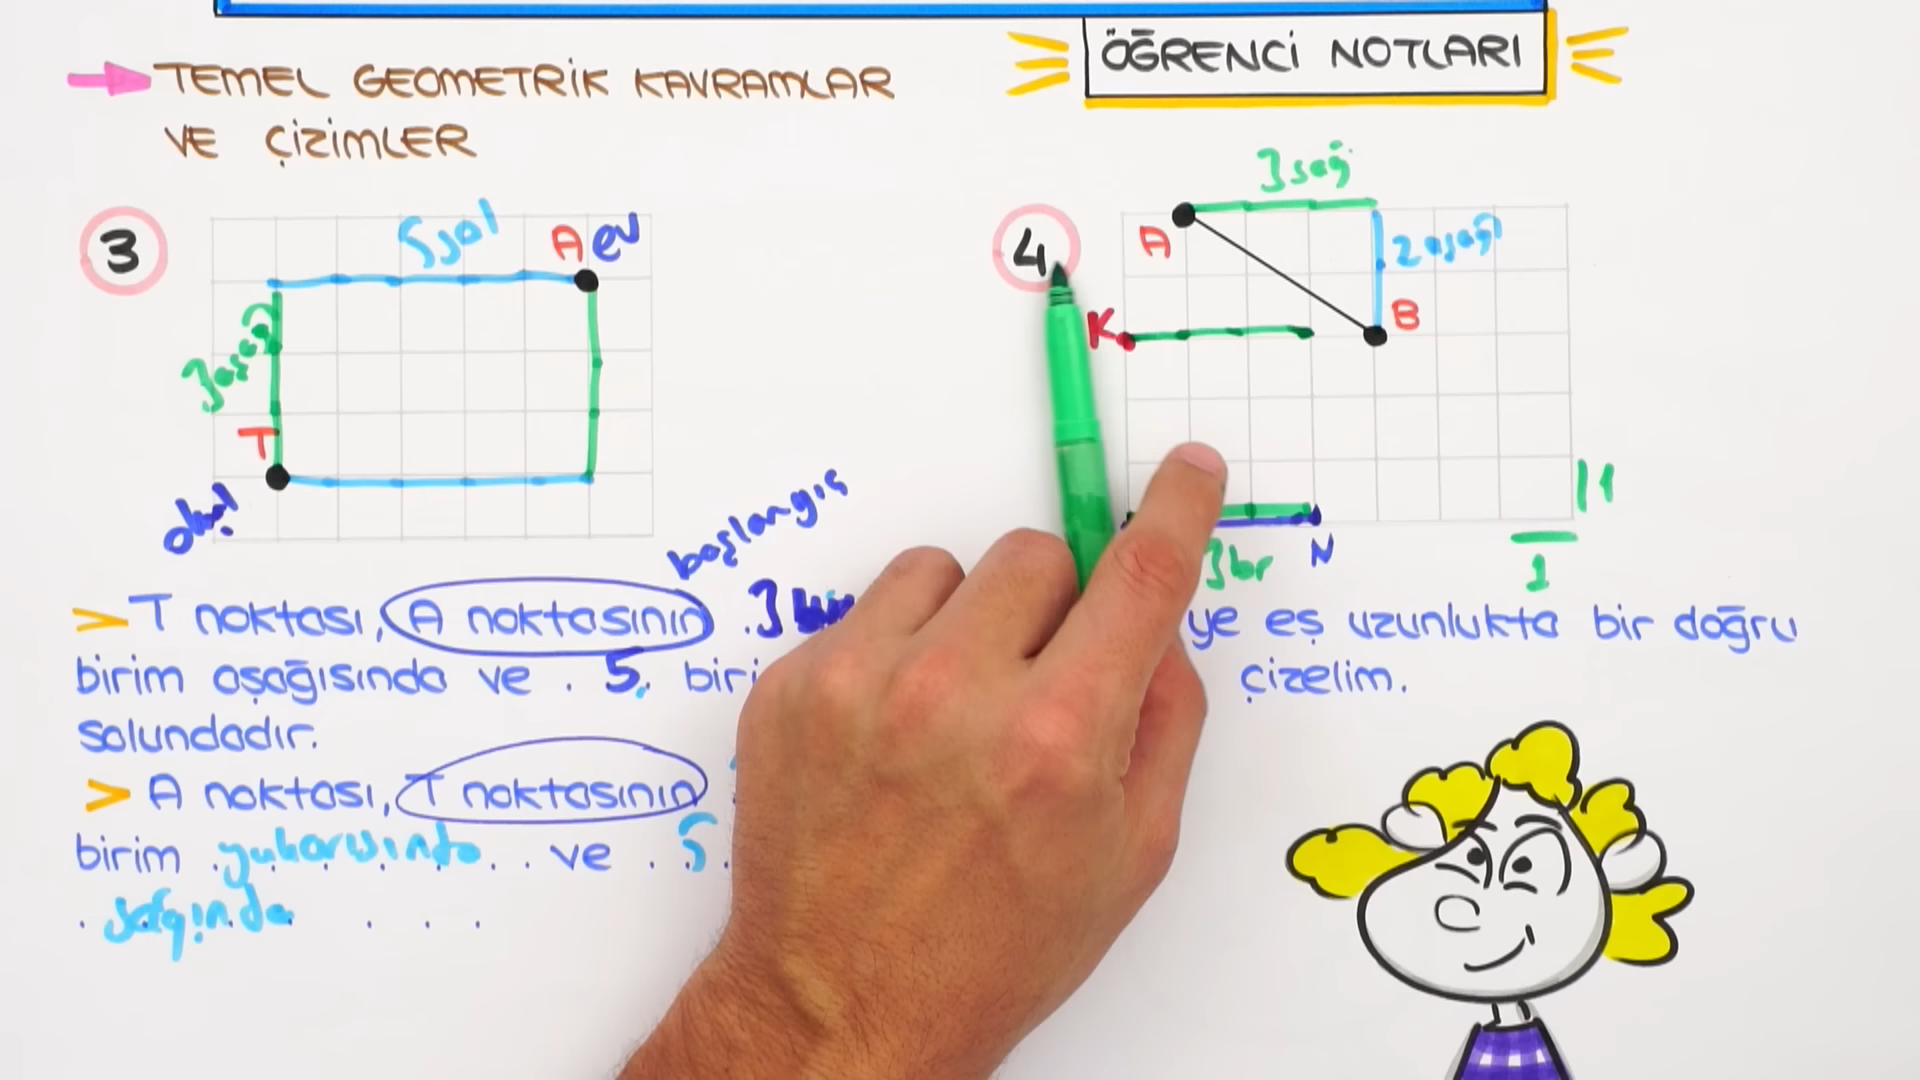 ÖĞRENCİ NOTLARI
TEMEL GEOMETRİK KAVRAMLAR
VE ÇİZİMLER
3
5 sol
A ev
3 aşağı
T
okul
başlangıç
> T noktası, A noktasının .3
birim aşağısında ve . 5. biri
solundadır.
> A noktası, T noktasının
birim .yukarısında. . ve . 5 .
. sağında . . .
4
3 sağ
A
2 aşağı
B
K
3br
N
1
1
ye eş uzunlukta bir doğru
çizelim.